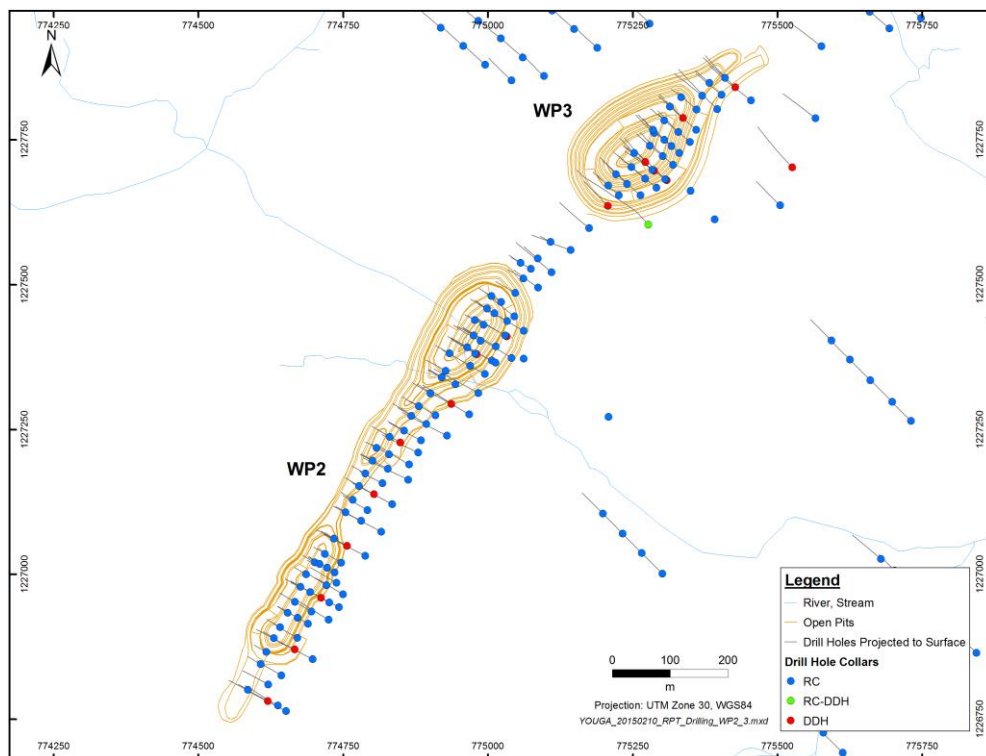 774250 774500 774750 775000 775250 775500 775750
N
WP3
1227750 1227750
1227500 1227500
1227250 1227250
WP2
1227000 1227000
1226750
Legend
River, Stream
Open Pits
Drill Holes Projected to Surface
Drill Hole Collars
RC
RC-DDH
DDH
0 100 200
m
Projection: UTM Zone 30, WGS84
YOUGA_20150210_RPT_Drilling_WP2_3.mxd
774250 774500 774750 775000 775250 775500 775750